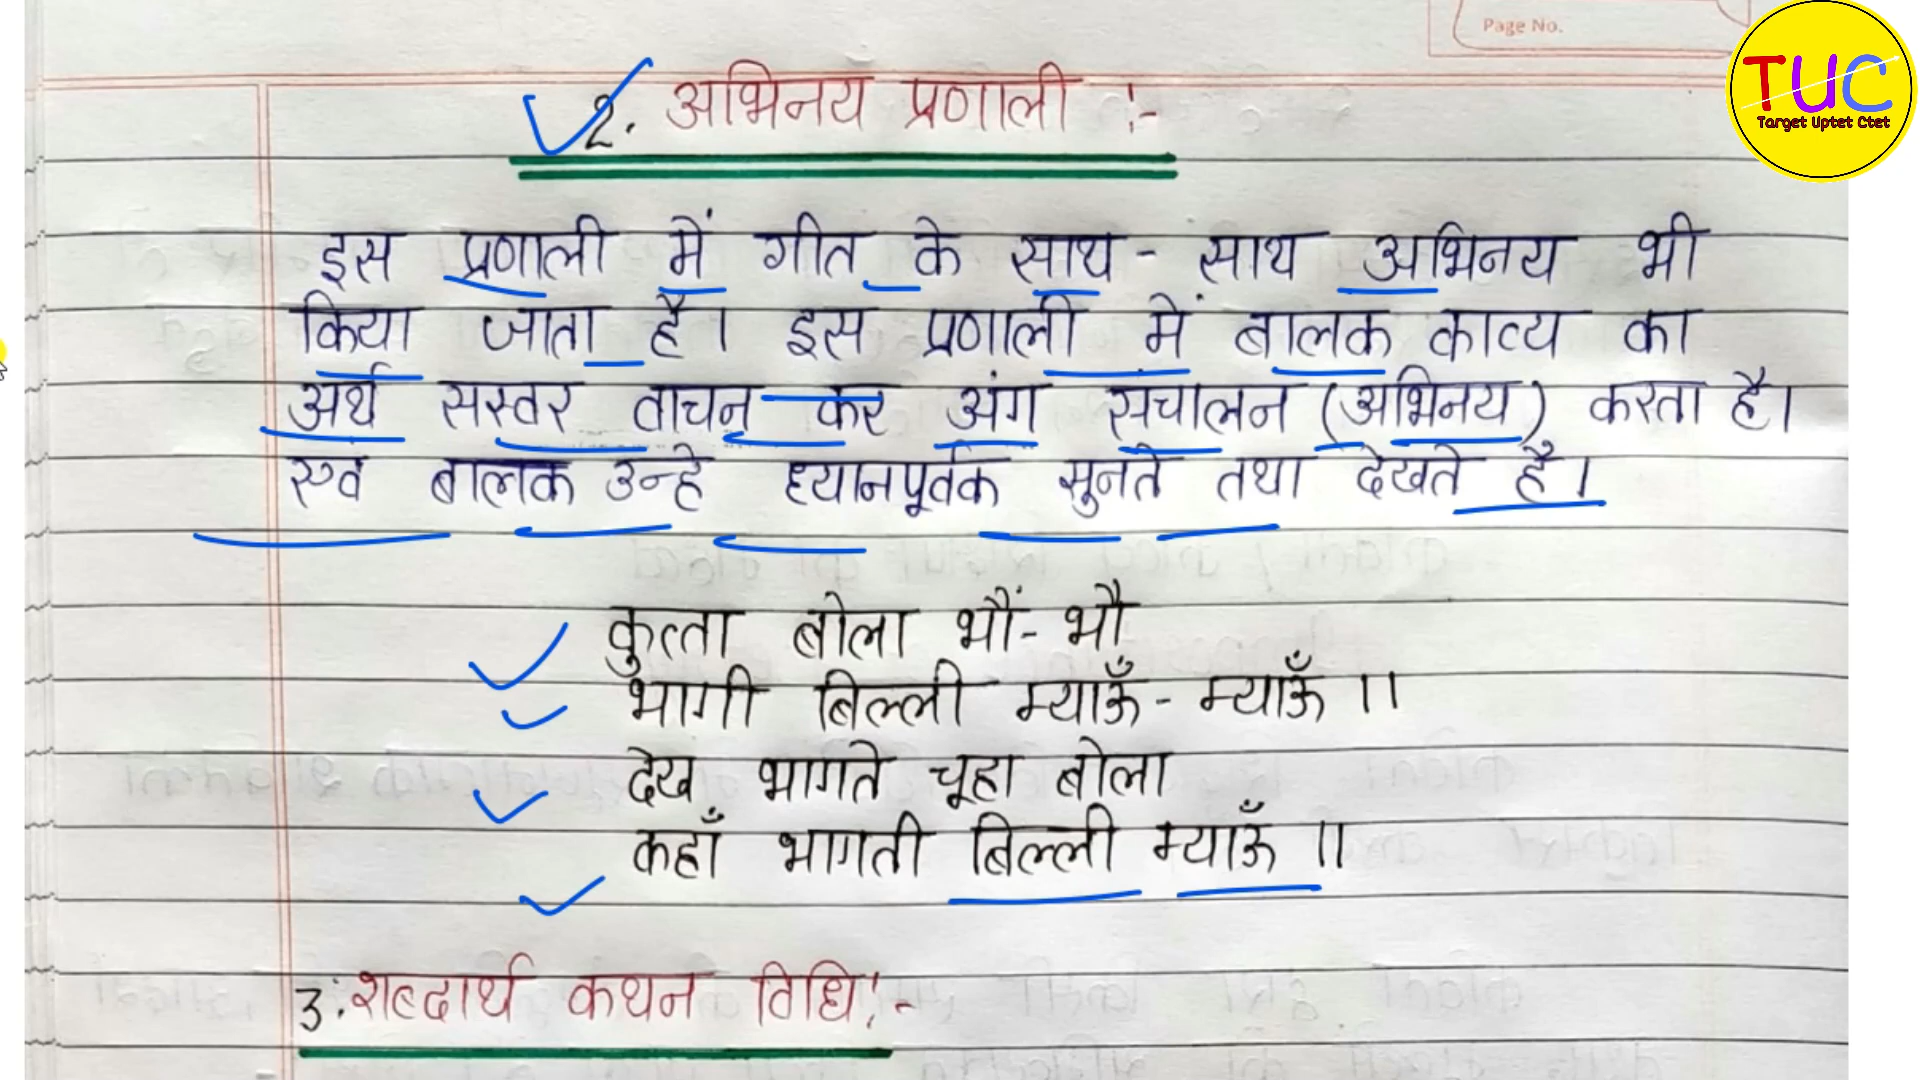 Page No.
TUC
Target Uptet Ctet
2. अभिनय प्रणाली :-
इस प्रणाली में गीत के साथ - साथ अभिनय भी
किया जाता है। इस प्रणाली में बालक काव्य का
अर्थ सस्वर वाचन कर अंग संचालन (अभिनय) करता है।
एवं बालक उन्हे ध्यानपूर्वक सुनते तथा देखते है।
कुत्ता बोला भौं- भौ
भागी बिल्ली म्याऊँ - म्याऊँ ।।
देख भागते चूहा बोला
कहाँ भागती बिल्ली म्याऊँ ।।
3. शब्दार्थ कथन विधि:-